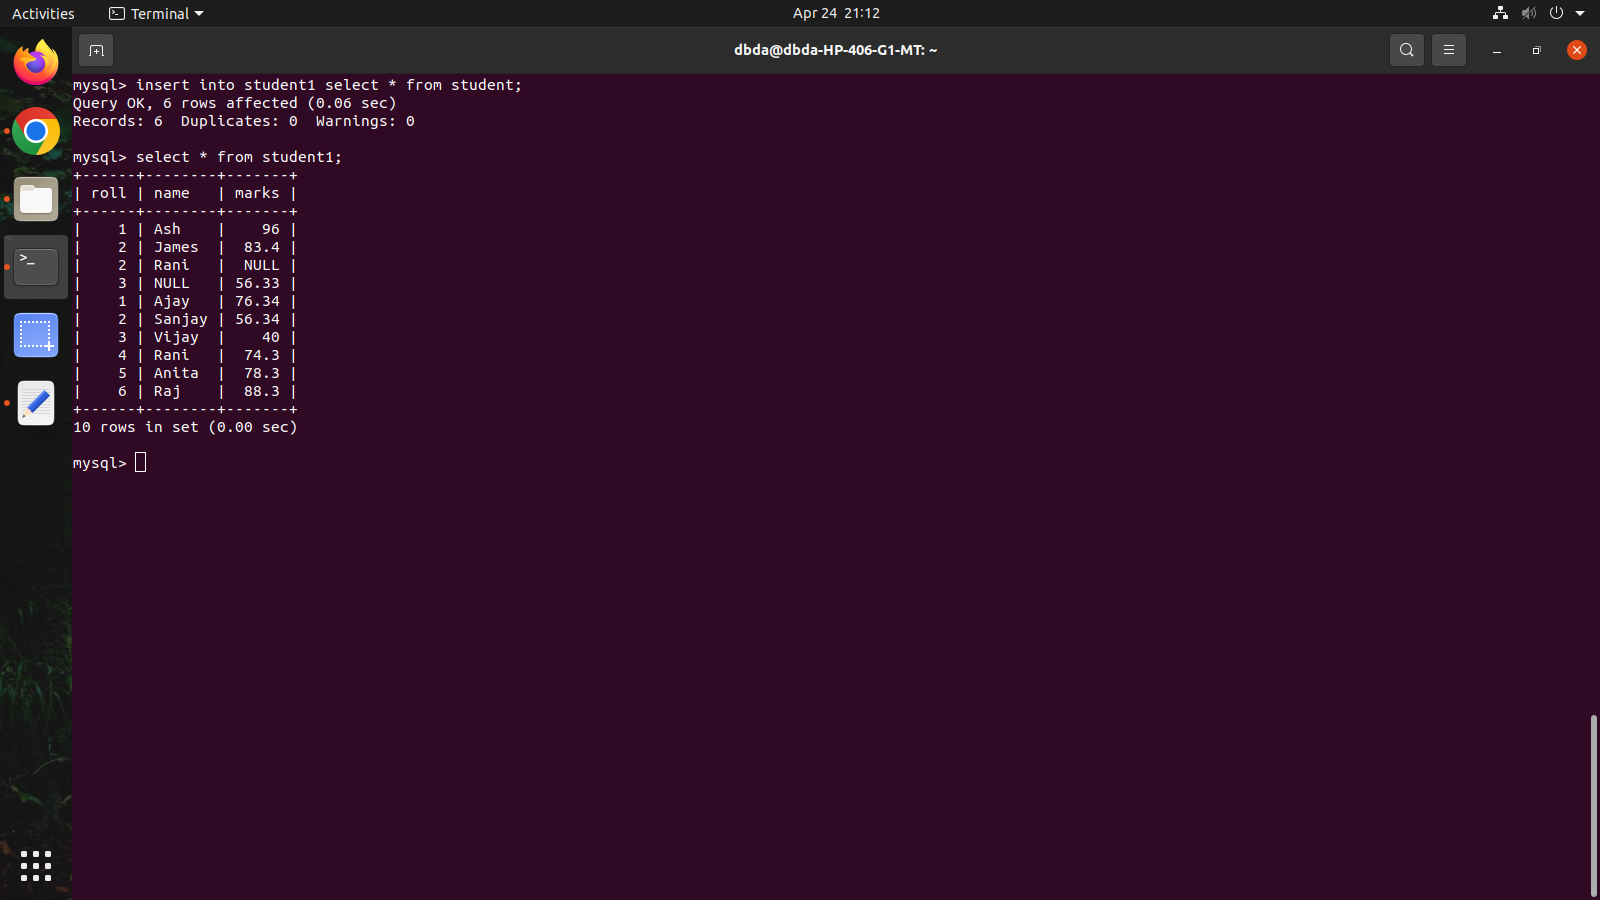 Activities Terminal Apr 24 21:12
dbda@dbda-HP-406-G1-MT: ~
mysql> insert into student1 select * from student;
Query OK, 6 rows affected (0.06 sec)
Records: 6  Duplicates: 0  Warnings: 0
mysql> select * from student1;
+------+--------+-------+
| roll | name   | marks |
+------+--------+-------+
|    1 | Ash    |    96 |
|    2 | James  |  83.4 |
|    2 | Rani   |  NULL |
|    3 | NULL   | 56.33 |
|    1 | Ajay   | 76.34 |
|    2 | Sanjay | 56.34 |
|    3 | Vijay  |    40 |
|    4 | Rani   |  74.3 |
|    5 | Anita  |  78.3 |
|    6 | Raj    |  88.3 |
+------+--------+-------+
10 rows in set (0.00 sec)
mysql>